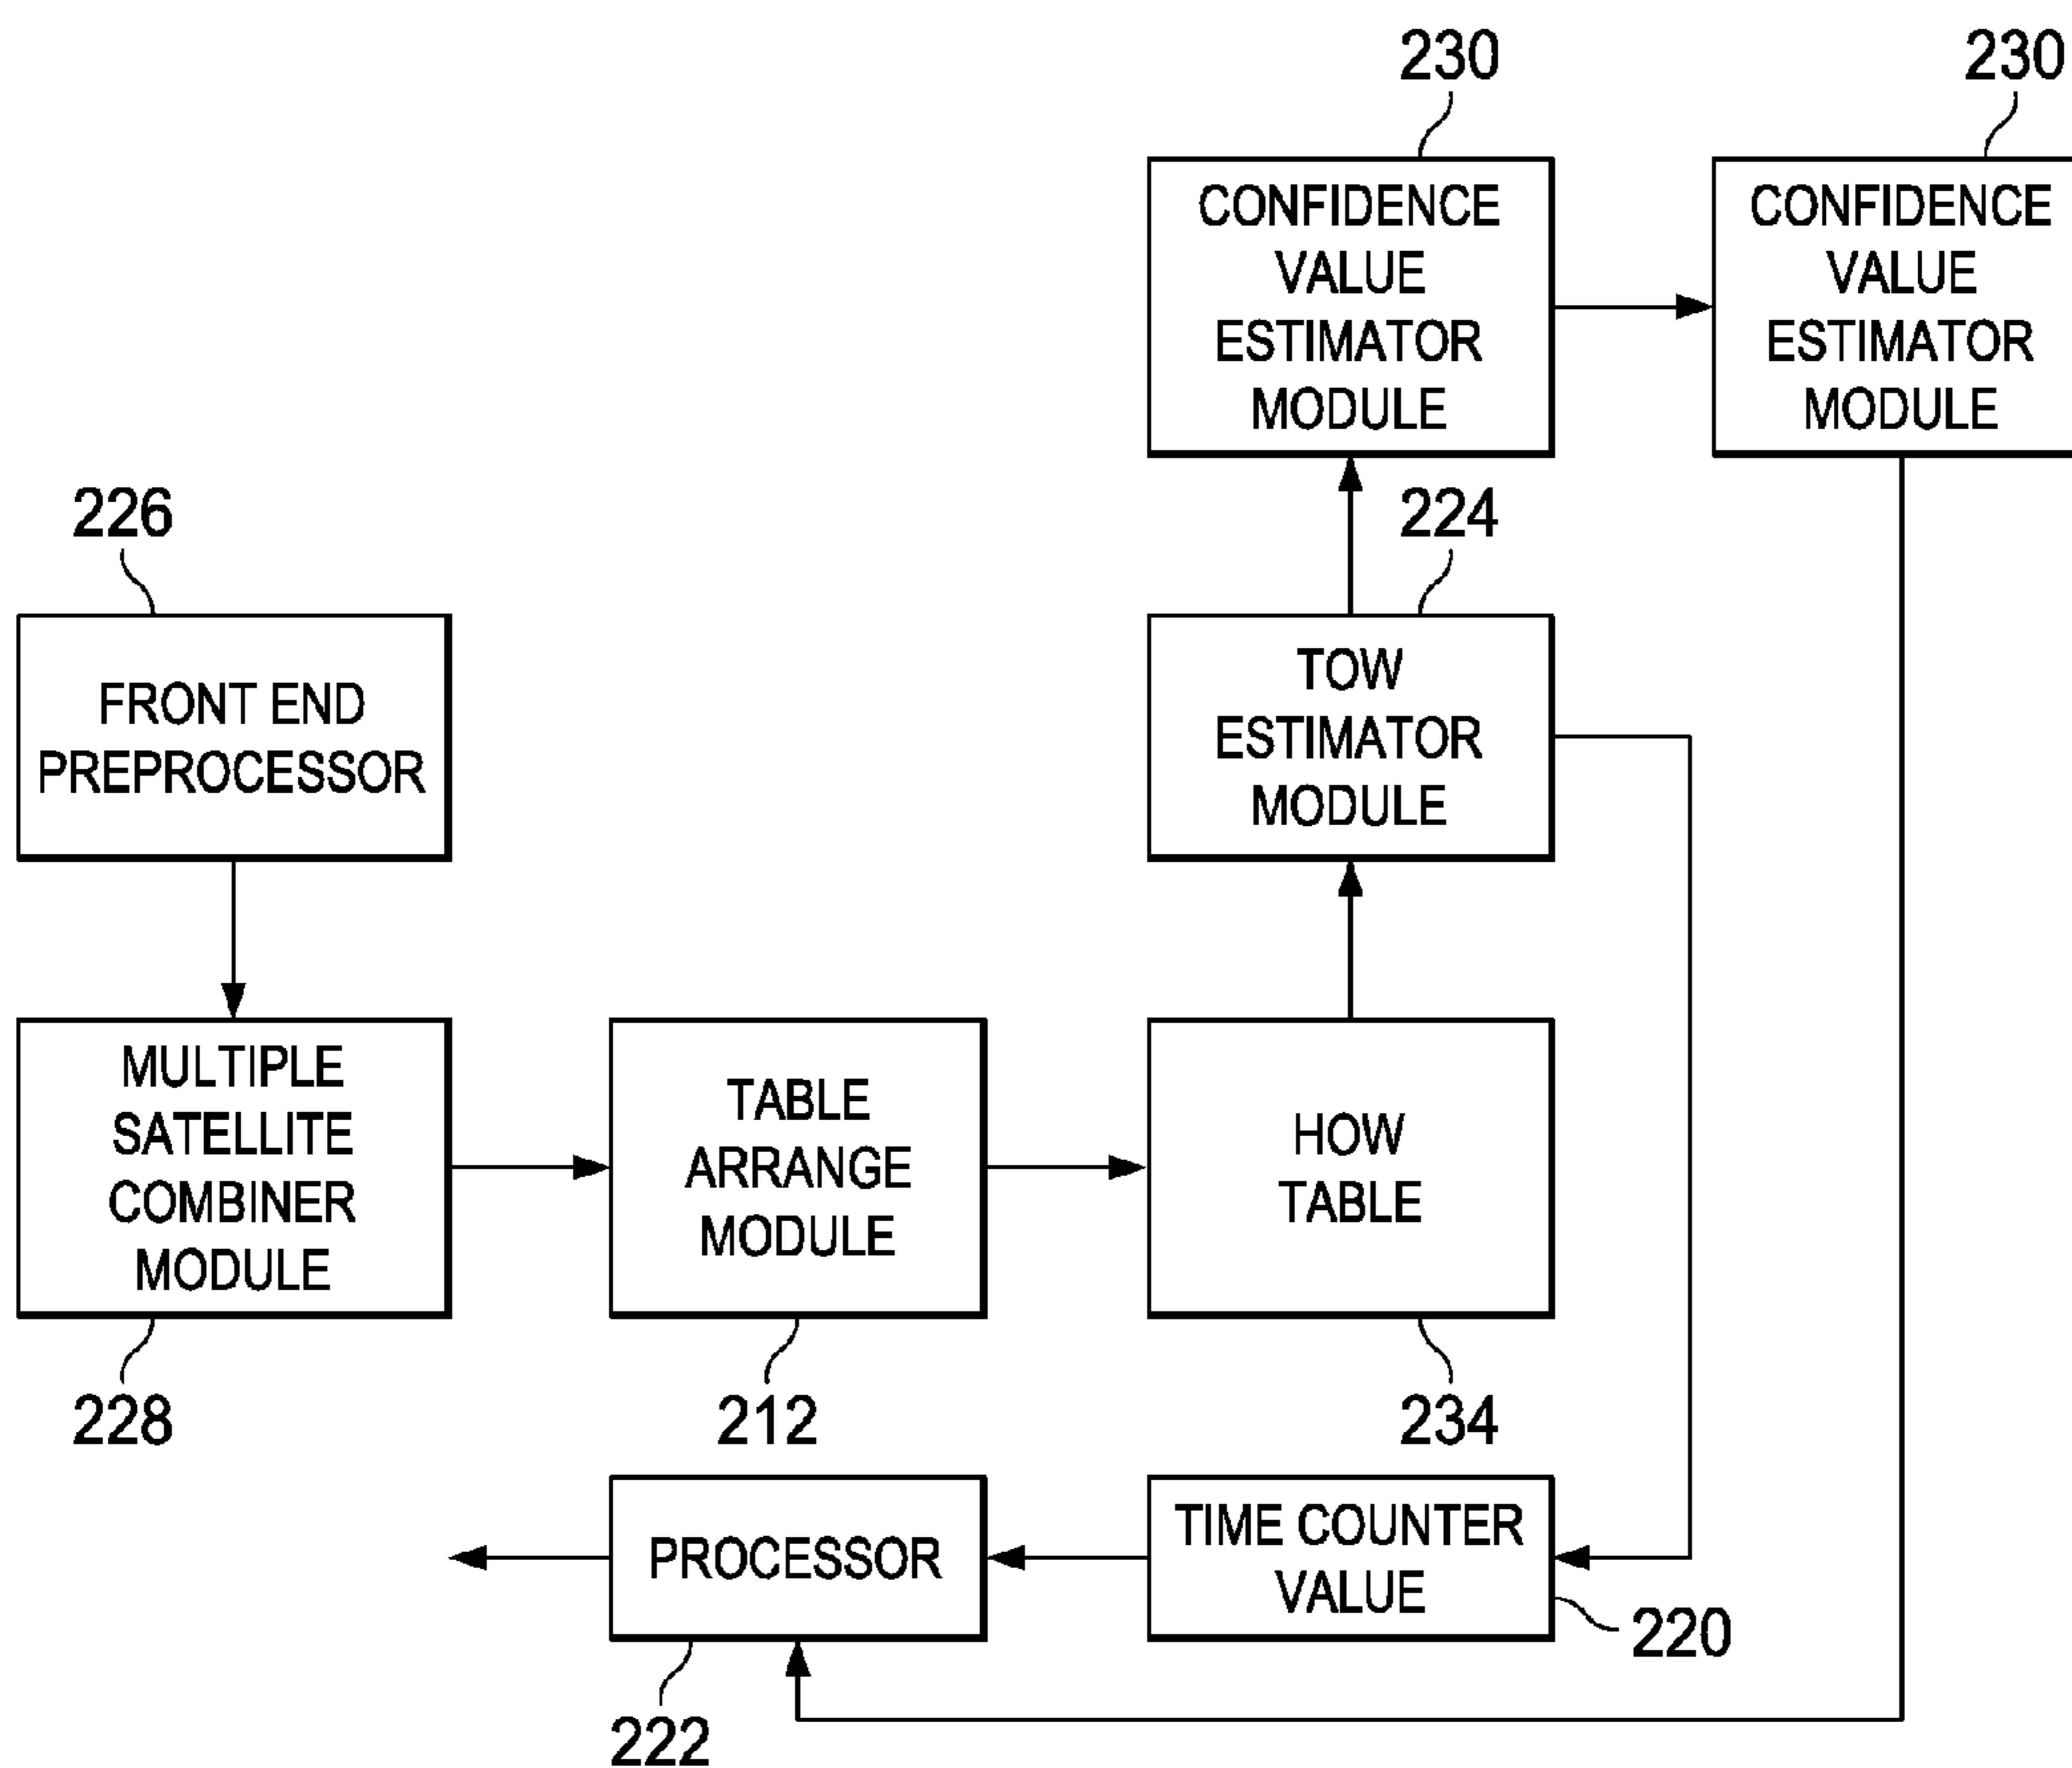 230
230
CONFIDENCE
VALUE
ESTIMATOR
MODULE
CONFIDENCE
VALUE
ESTIMATOR
MODULE
226
224
FRONT END
PREPROCESSOR
TOW
ESTIMATOR
MODULE
MULTIPLE
SATELLITE
COMBINER
MODULE
TABLE
ARRANGE
MODULE
HOW
TABLE
228
212
234
PROCESSOR
TIME COUNTER
VALUE
220
222